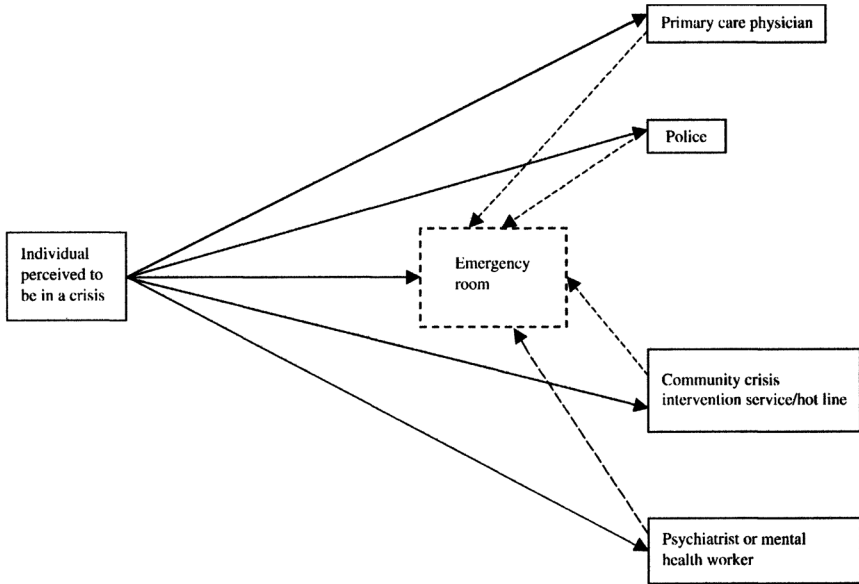 Primary care physician
Police
Individual
perceived to
be in a crisis
Emergency
room
Community crisis
intervention service/hot line
Psychiatrist or mental
health worker